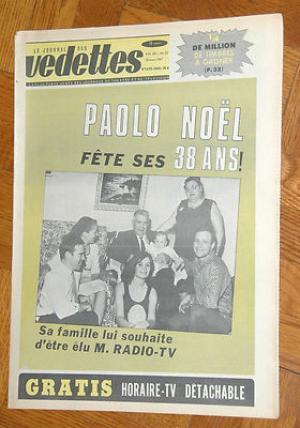 LE JOURNAL DES
vedettes
1/4
DE MILLION
DE TIMBRES
À GAGNER
(P. 32)
PAOLO NOËL
FÊTE SES 38 ANS!
Sa famille lui souhaite
d'être élu M. RADIO-TV
GRATIS HORAIRE-TV DÉTACHABLE